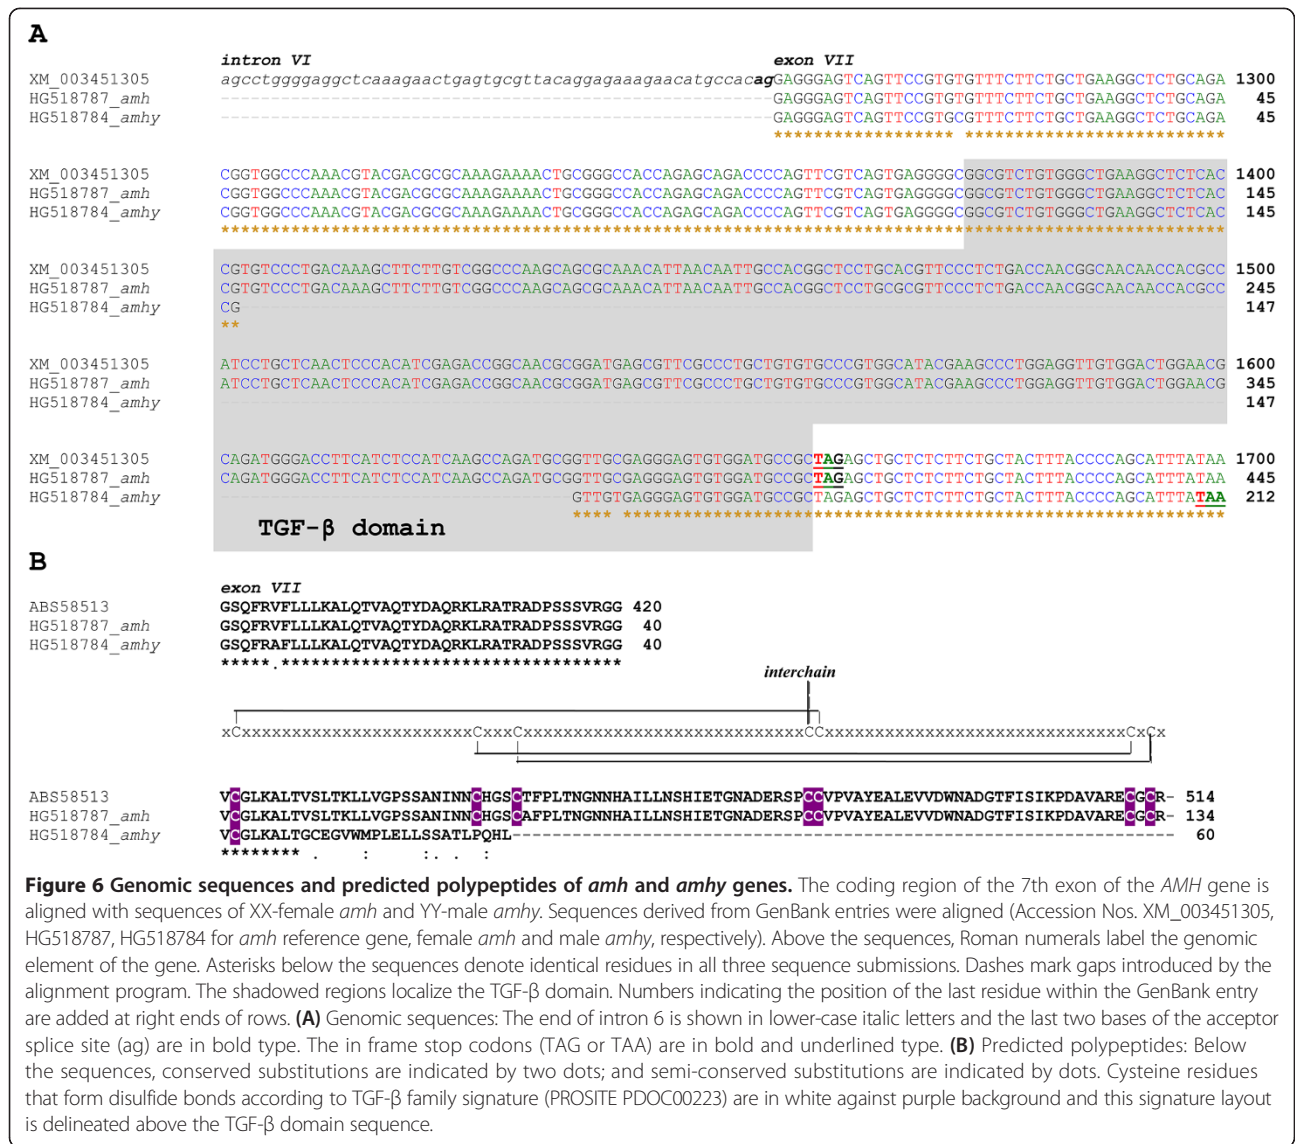 A
intron VI exon VII
XM_003451305 agcctggggaggctcaaagaactgagtgcgttacaggagaaagaacatgccacagGAGGGAGTCAGTTCCGTGTGTTTCTTCTGCTGAAGGCTCTGCAGA 1300
HG518787_amh -------------------------------------------------------GAGGGAGTCAGTTCCGTGTGTTTCTTCTGCTGAAGGCTCTGCAGA 45
HG518784_amhy -------------------------------------------------------GAGGGAGTCAGTTCCGTGCGTTTCTTCTGCTGAAGGCTCTGCAGA 45
****************** **************************
XM_003451305 CGGTGGCCCAAACGTACGACGCGCAAAGAAAACTGCGGGCCACCAGAGCAGACCCCAGTTCGTCAGTGAGGGGCGGCGTCTGTGGGCTGAAGGCTCTCAC 1400
HG518787_amh CGGTGGCCCAAACGTACGACGCGCAAAGAAAACTGCGGGCCACCAGAGCAGACCCCAGTTCGTCAGTGAGGGGCGGCGTCTGTGGGCTGAAGGCTCTCAC 145
HG518784_amhy CGGTGGCCCAAACGTACGACGCGCAAAGAAAACTGCGGGCCACCAGAGCAGACCCCAGTTCGTCAGTGAGGGGCGGCGTCTGTGGGCTGAAGGCTCTCAC 145
****************************************************************************************************
XM_003451305 CGTGTCCCTGACAAAGCTTCTTGTCGGCCCAAGCAGCGCAAACATTAACAATTGCCACGGCTCCTGCACGTTCCCTCTGACCAACGGCAACAACCACGCC 1500
HG518787_amh CGTGTCCCTGACAAAGCTTCTTGTCGGCCCAAGCAGCGCAAACATTAACAATTGCCACGGCTCCTGCGCGTTCCCTCTGACCAACGGCAACAACCACGCC 245
HG518784_amhy CG-------------------------------------------------------------------------------------------------- 147
**
XM_003451305 ATCCTGCTCAACTCCCACATCGAGACCGGCAACGCGGATGAGCGTTCGCCCTGCTGTGTGCCCGTGGCATACGAAGCCCTGGAGGTTGTGGACTGGAACG 1600
HG518787_amh ATCCTGCTCAACTCCCACATCGAGACCGGCAACGCGGATGAGCGTTCGCCCTGCTGTGTGCCCGTGGCATACGAAGCCCTGGAGGTTGTGGACTGGAACG 345
HG518784_amhy ---------------------------------------------------------------------------------------------------- 147
XM_003451305 CAGATGGGACCTTCATCTCCATCAAGCCAGATGCGGTTGCGAGGGAGTGTGGATGCCGCTAGAGCTGCTCTCTTCTGCTACTTTACCCCAGCATTTATAA 1700
HG518787_amh CAGATGGGACCTTCATCTCCATCAAGCCAGATGCGGTTGCGAGGGAGTGTGGATGCCGCTAGAGCTGCTCTCTTCTGCTACTTTACCCCAGCATTTATAA 445
HG518784_amhy -----------------------------------GTTGTGAGGGAGTGTGGATGCCGCTAGAGCTGCTCTCTTCTGCTACTTTACCCCAGCATTTATAA 212
**** ************************************************************
TGF-β domain
B
exon VII
ABS58513 GSQFRVFLLLKALQTVAQTYDAQRKLRATRADPSSSVRGG 420
HG518787_amh GSQFRVFLLLKALQTVAQTYDAQRKLRATRADPSSSVRGG 40
HG518784_amhy GSQFRAFLLLKALQTVAQTYDAQRKLRATRADPSSSVRGG 40
*****.**********************************
interchain
xCxxxxxxxxxxxxxxxxxxxxxxxCxxxCxxxxxxxxxxxxxxxxxxxxxxxxxxxxCCxxxxxxxxxxxxxxxxxxxxxxxxxxxxxxCxCx
ABS58513 VCGLKALTVSLTKLLVGPSSANINNCHGSCTFPLTNGNNHAILLNSHIETGNADERSPCCVPVAYEALEVVDWNADGTFISIKPDAVARECGCR- 514
HG518787_amh VCGLKALTVSLTKLLVGPSSANINNCHGSCAFPLTNGNNHAILLNSHIETGNADERSPCCVPVAYEALEVVDWNADGTFISIKPDAVARECGCR- 134
HG518784_amhy VCGLKALTGCEGVWMPLELLSSATLPQHL------------------------------------------------------------------ 60
******** . : :. . :
Figure 6 Genomic sequences and predicted polypeptides of amh and amhy genes. The coding region of the 7th exon of the AMH gene is
aligned with sequences of XX-female amh and YY-male amhy. Sequences derived from GenBank entries were aligned (Accession Nos. XM_003451305,
HG518787, HG518784 for amh reference gene, female amh and male amhy, respectively). Above the sequences, Roman numerals label the genomic
element of the gene. Asterisks below the sequences denote identical residues in all three sequence submissions. Dashes mark gaps introduced by the
alignment program. The shadowed regions localize the TGF-β domain. Numbers indicating the position of the last residue within the GenBank entry
are added at right ends of rows. (A) Genomic sequences: The end of intron 6 is shown in lower-case italic letters and the last two bases of the acceptor
splice site (ag) are in bold type. The in frame stop codons (TAG or TAA) are in bold and underlined type. (B) Predicted polypeptides: Below
the sequences, conserved substitutions are indicated by two dots; and semi-conserved substitutions are indicated by dots. Cysteine residues
that form disulfide bonds according to TGF-β family signature (PROSITE PDOC00223) are in white against purple background and this signature layout
is delineated above the TGF-β domain sequence.